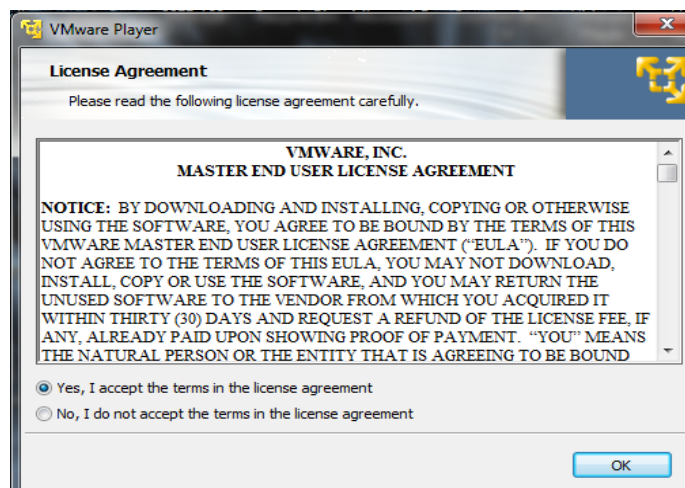 VMware Player
License Agreement
Please read the following license agreement carefully.
VMWARE, INC.
MASTER END USER LICENSE AGREEMENT
NOTICE: BY DOWNLOADING AND INSTALLING, COPYING OR OTHERWISE
USING THE SOFTWARE, YOU AGREE TO BE BOUND BY THE TERMS OF THIS
VMWARE MASTER END USER LICENSE AGREEMENT (“EULA”). IF YOU DO
NOT AGREE TO THE TERMS OF THIS EULA, YOU MAY NOT DOWNLOAD,
INSTALL, COPY OR USE THE SOFTWARE, AND YOU MAY RETURN THE
UNUSED SOFTWARE TO THE VENDOR FROM WHICH YOU ACQUIRED IT
WITHIN THIRTY (30) DAYS AND REQUEST A REFUND OF THE LICENSE FEE, IF
ANY, ALREADY PAID UPON SHOWING PROOF OF PAYMENT. “YOU” MEANS
THE NATURAL PERSON OR THE ENTITY THAT IS AGREEING TO BE BOUND
Yes, I accept the terms in the license agreement
No, I do not accept the terms in the license agreement
OK